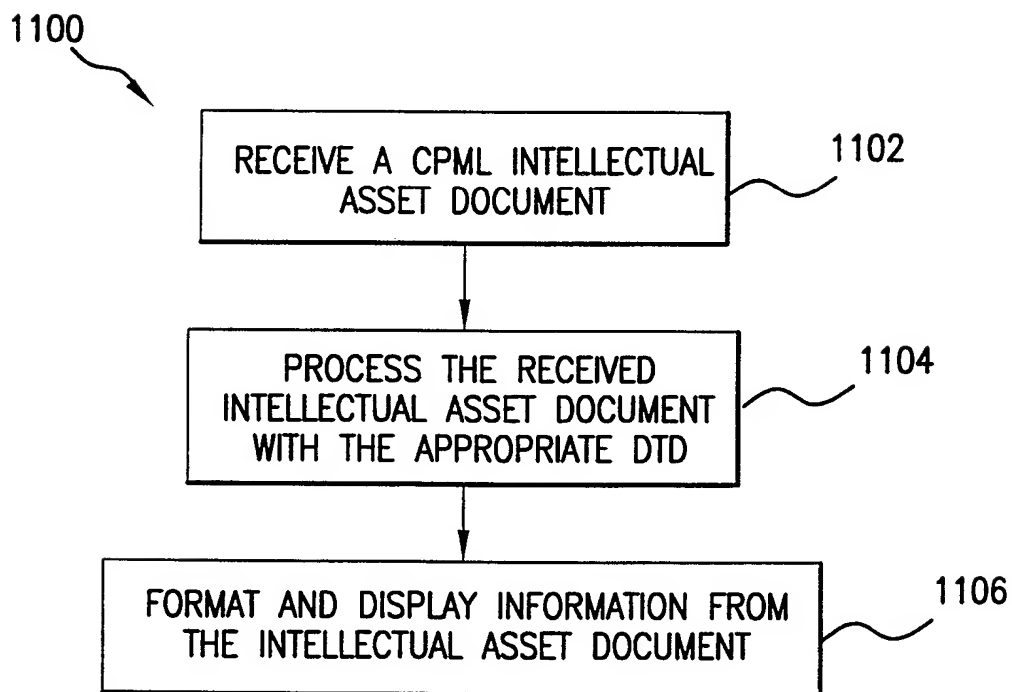 1100
RECEIVE A CPML INTELLECTUAL
ASSET DOCUMENT
1102
PROCESS THE RECEIVED
INTELLECTUAL ASSET DOCUMENT
WITH THE APPROPRIATE DTD
1104
FORMAT AND DISPLAY INFORMATION FROM
THE INTELLECTUAL ASSET DOCUMENT
1106